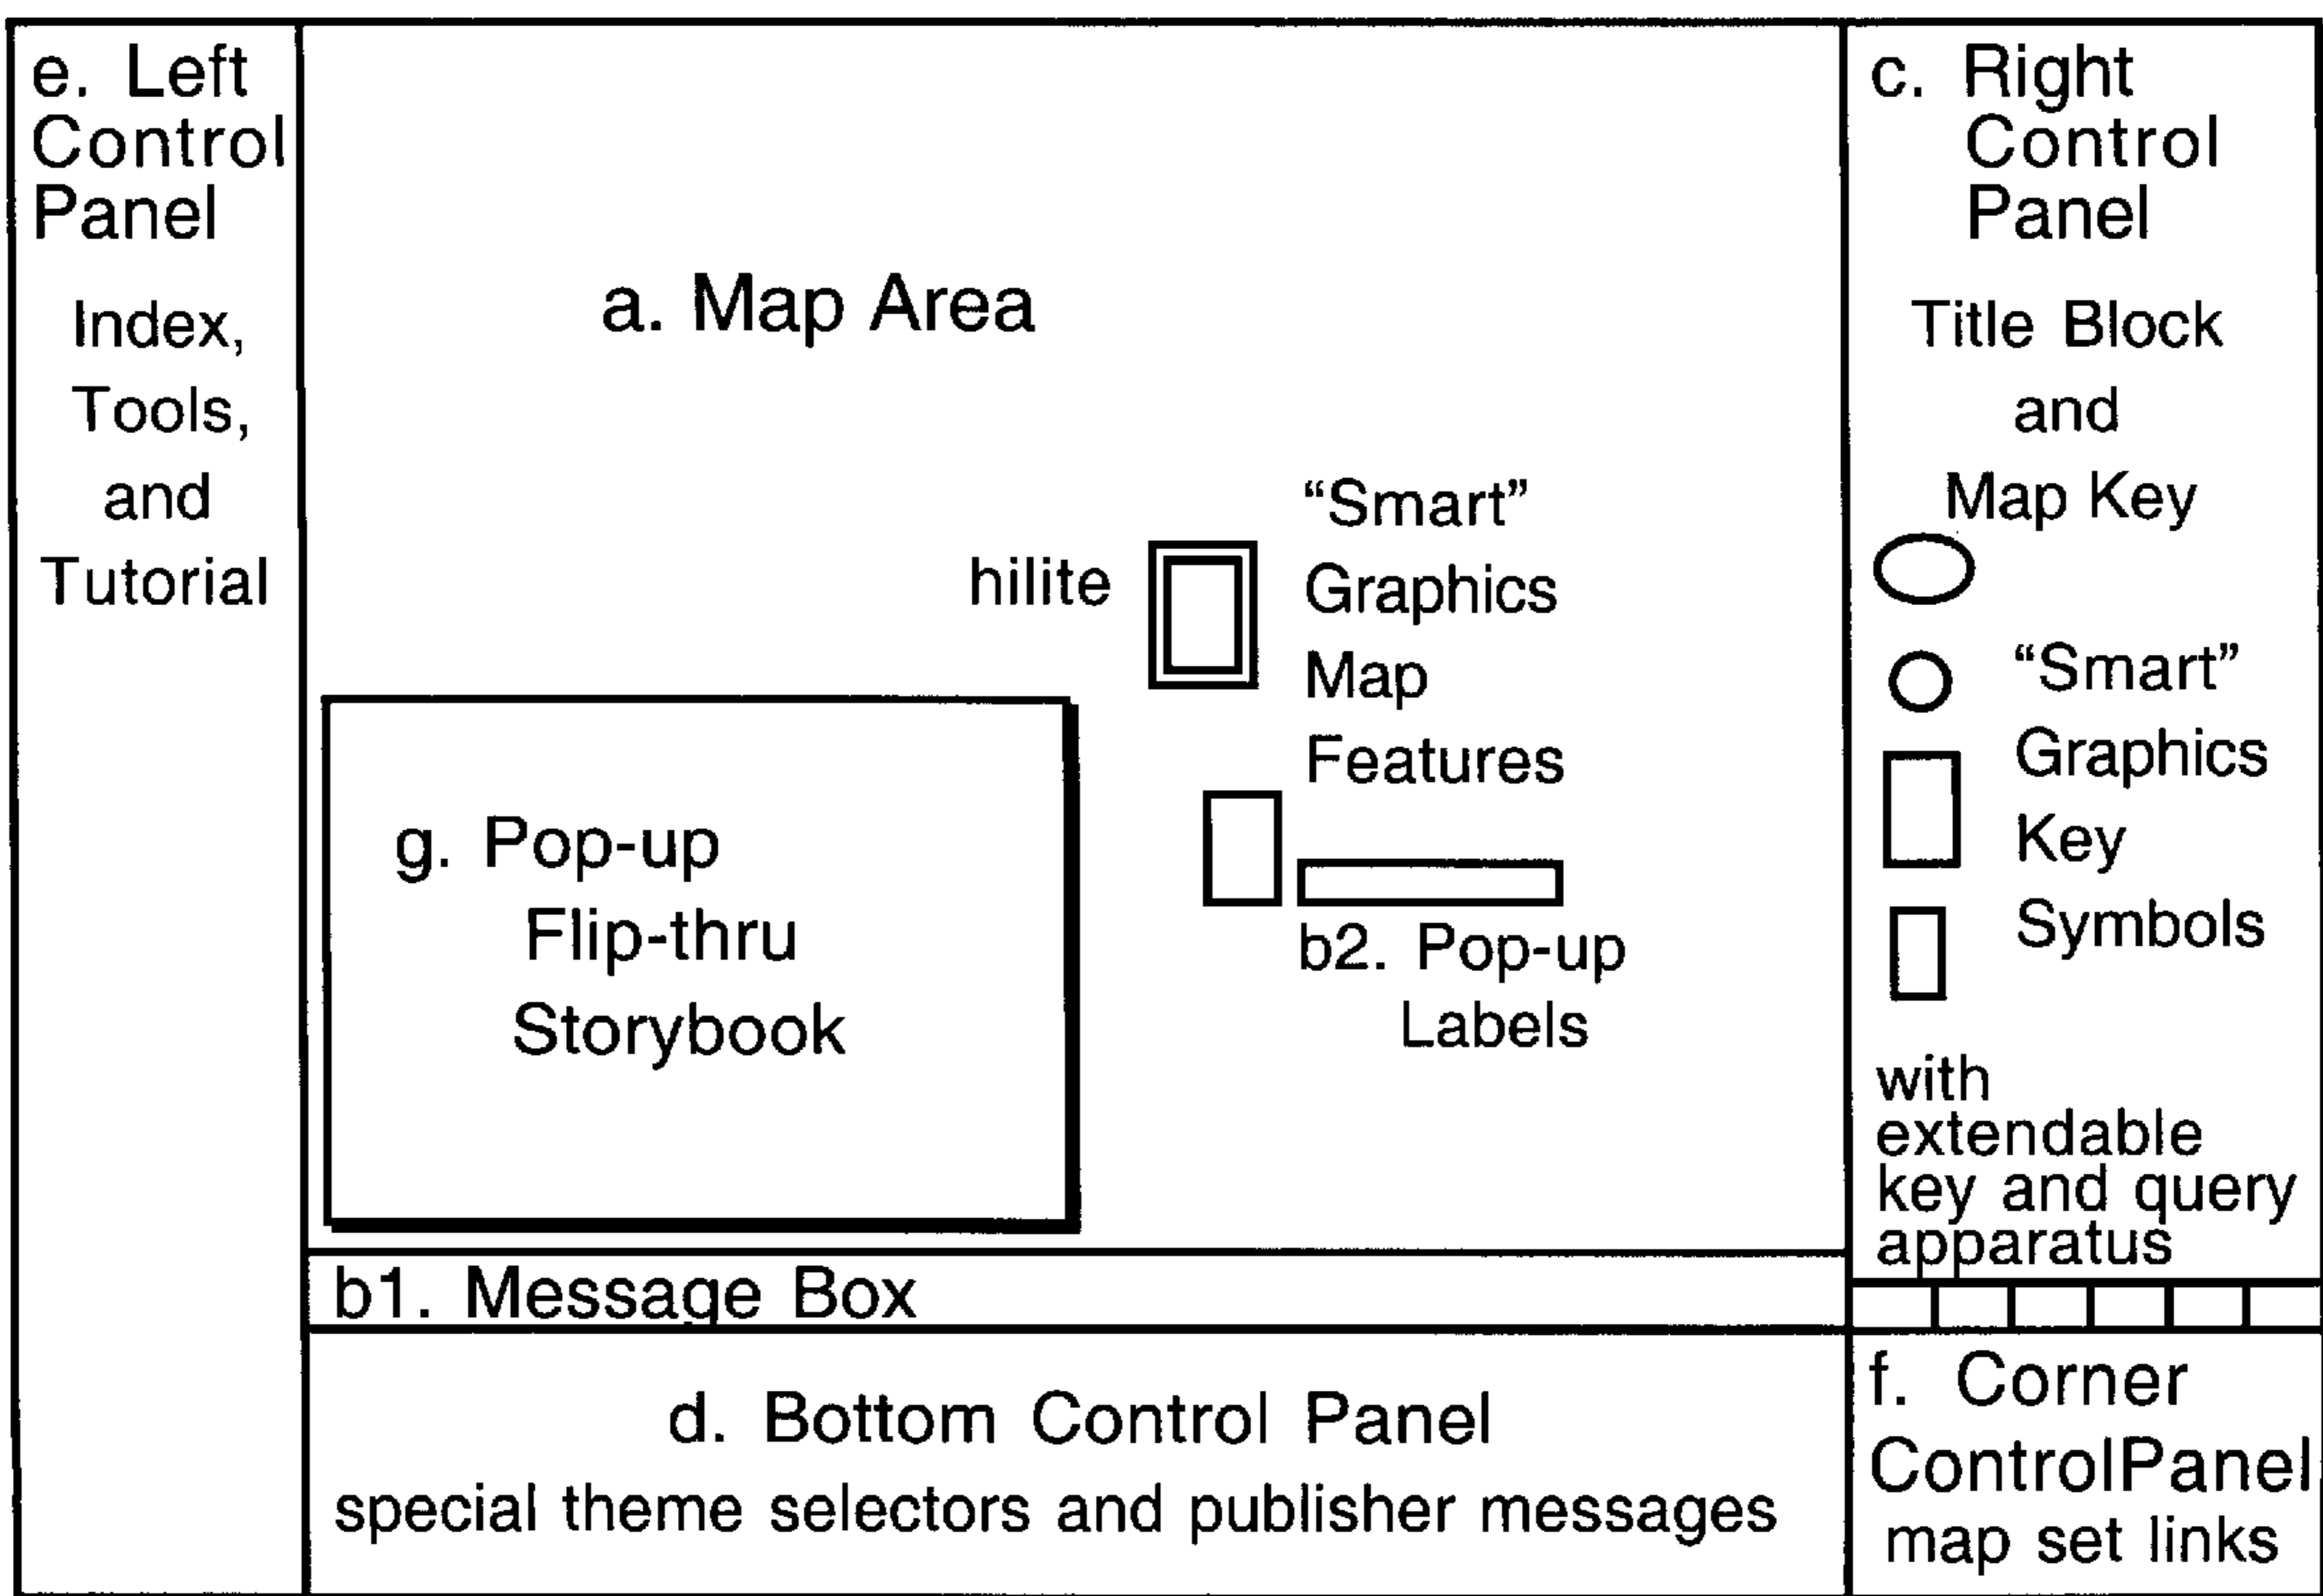 e. Left
Control
Panel
Index,
Tools,
and
Tutorial
a. Map Area
hilite
“Smart”
Graphics
Map
Features
g. Pop-up
Flip-thru
Storybook
b2. Pop-up
Labels
b1. Message Box
d. Bottom Control Panel
special theme selectors and publisher messages
c. Right
Control
Panel
Title Block
and
Map Key
“Smart”
Graphics
Key
Symbols
with
extendable
key and query
apparatus
f. Corner
ControlPanel
map set links